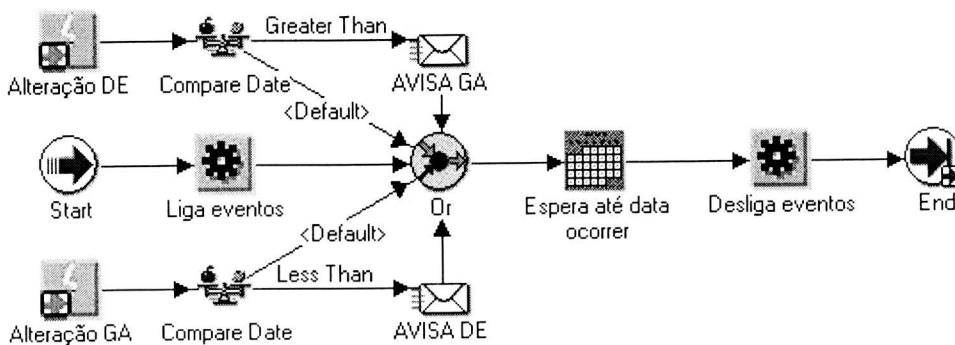 Greater Than
Alteração DE
Compare Date
AVISA GA
<Default>
Start
Liga eventos
Or
Espera até data
ocorrer
Desliga eventos
End
<Default>
Less Than
Alteração GA
Compare Date
AVISA DE